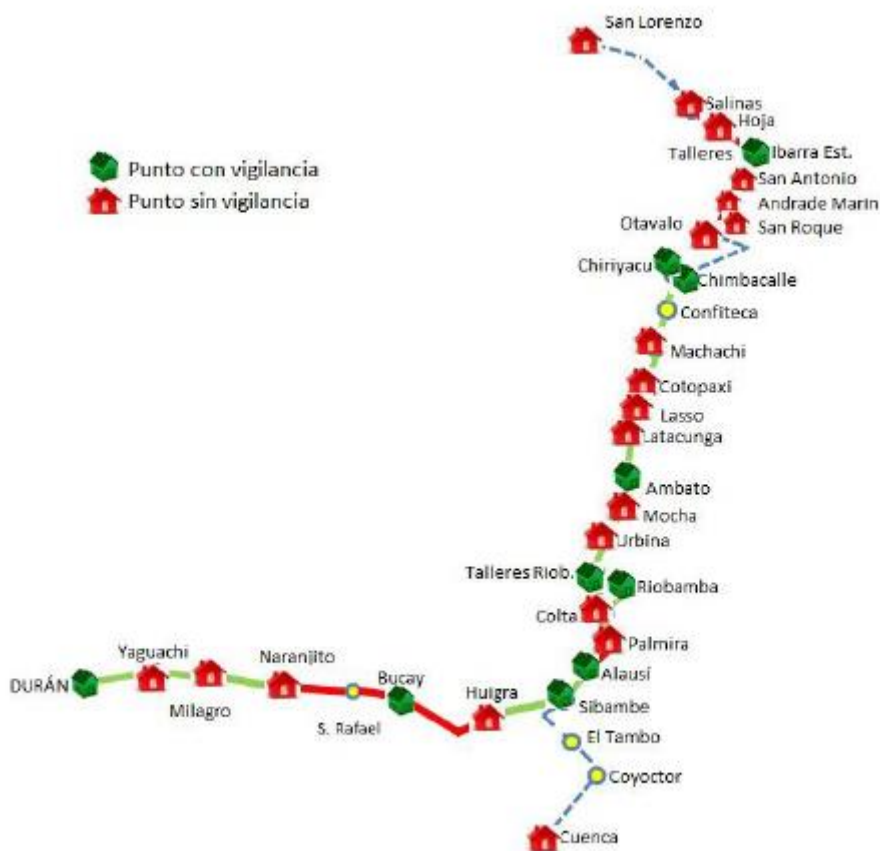 San Lorenzo
Salinas
Hoja
Talleres
Ibarra Est.
Punto con vigilancia
San Antonio
Punto sin vigilancia
Andrade Marin
Otavalo
San Roque
Chiriyacu
Chimbacalle
Confiteca
Machachi
Cotopaxi
Lasso
Latacunga
Ambato
Mocha
Urbina
Talleres Riob.
Riobamba
Colta
Palmira
Yaguachi
Naranjito
Alausí
Bucay
DURÁN
Huigra
Sibambe
Milagro
S. Rafael
El Tambo
Coyoctor
Cuenca